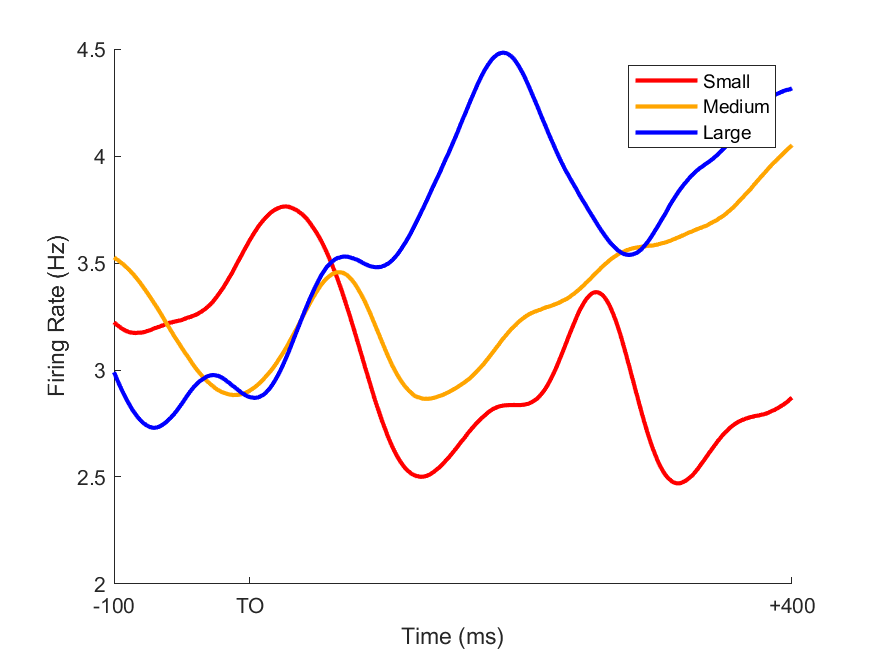 4.5
4
3.5
3
2.5
2
Firing Rate (Hz)
Small
Medium
Large
-100
TO
+400
Time (ms)